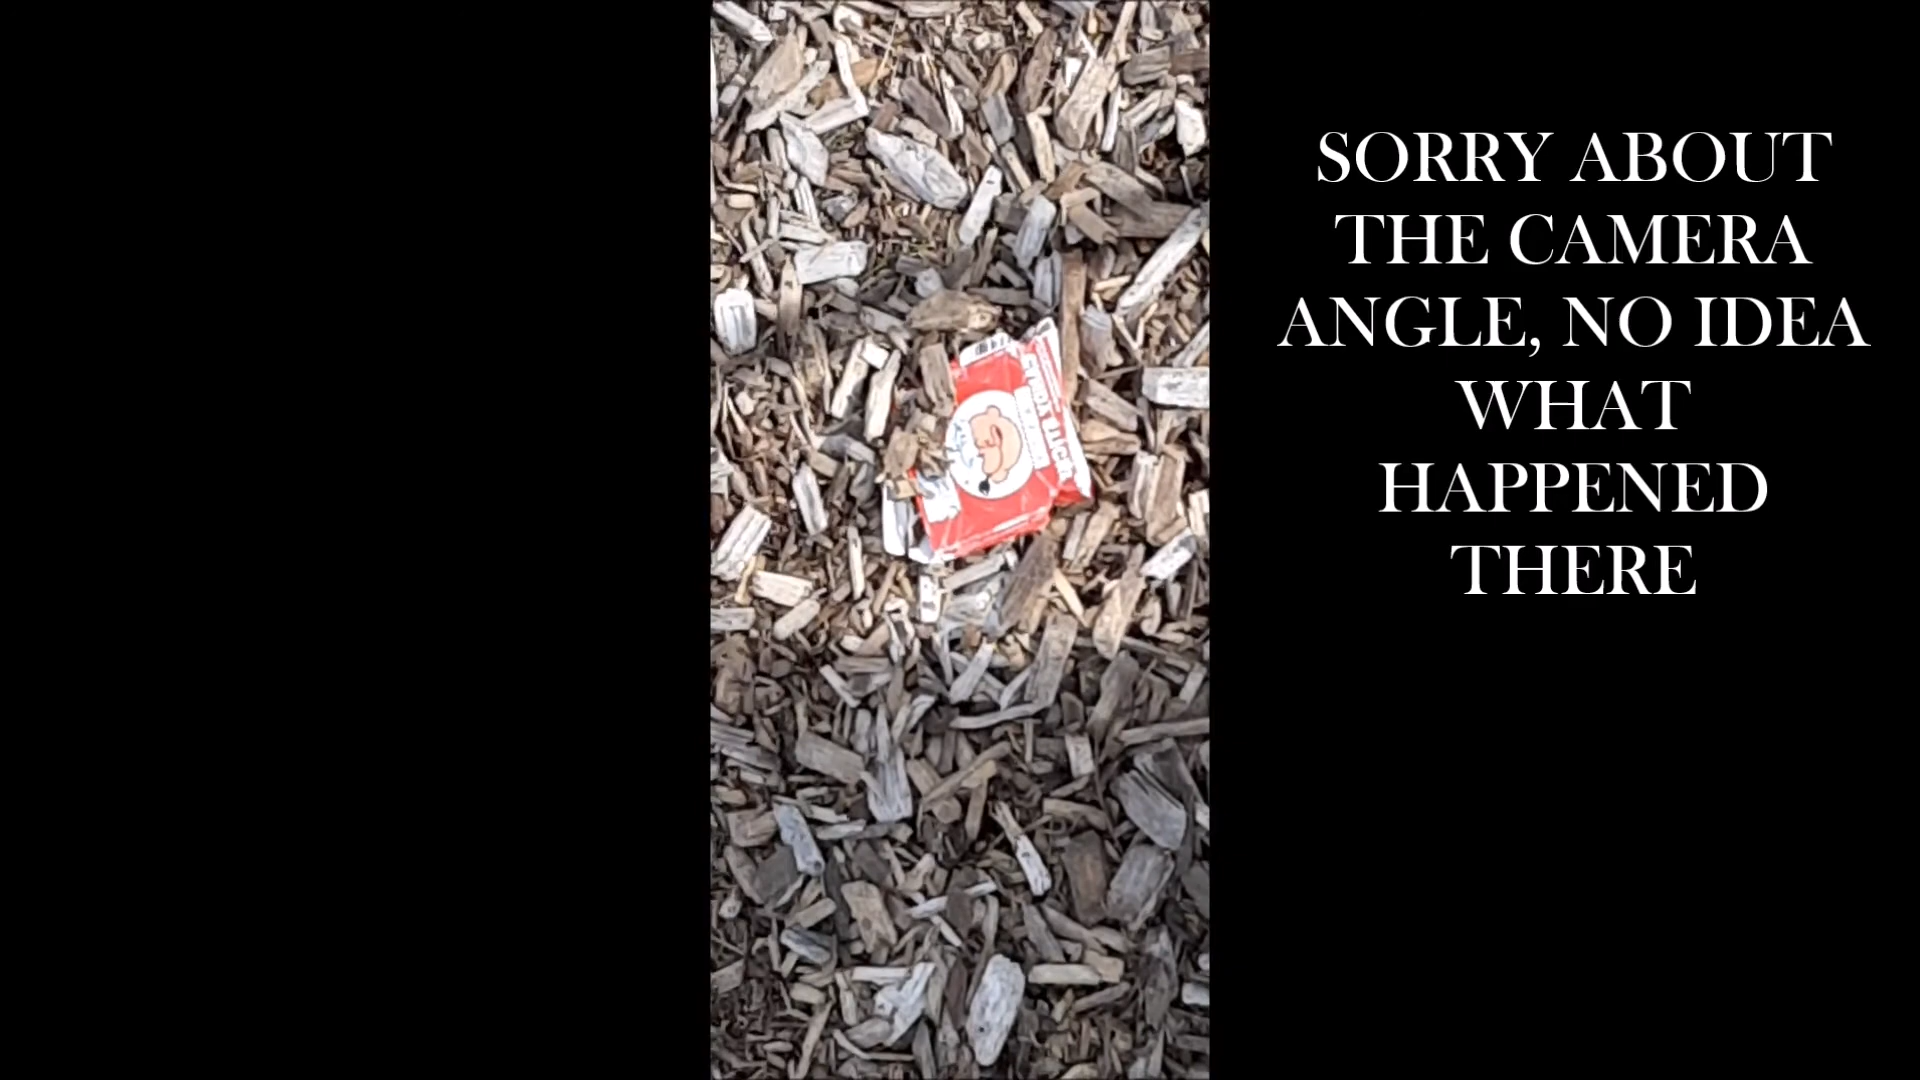 SORRY ABOUT
THE CAMERA
ANGLE, NO IDEA
WHAT
HAPPENED
THERE